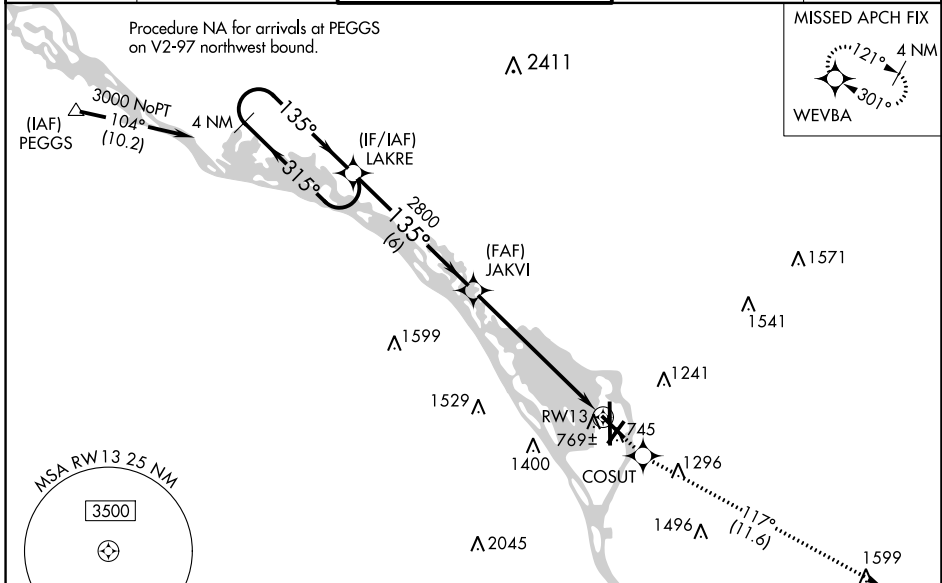 Procedure NA for arrivals at PEGGS
on V2-97 northwest bound.
MISSED APCH FIX
121°
4 NM
301°
WEVBA
2411
3000 NoPT
104°
(10.2)
(IAF)
PEGGS
4 NM
135°
315°
(IF/IAF)
LAKRE
2800
135°
(6)
(FAF)
JAKVI
1571
1541
1599
1241
1529
RW13
769±
745
1400
COSUT
1296
MSA RW13 25 NM
3500
117°
(11.6)
1496
2045
1599